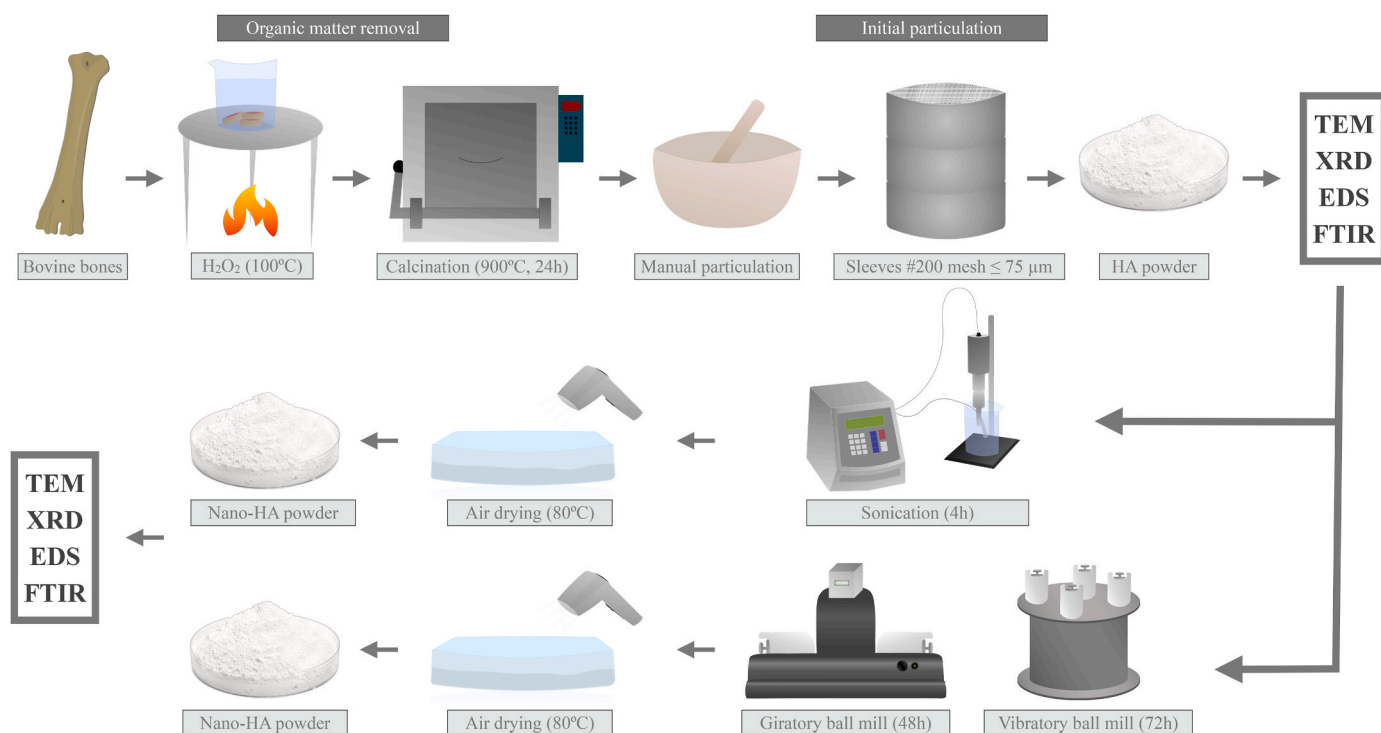 Organic matter removal
Initial particulation
TEM
XRD
EDS
FTIR
Bovine bones
H₂O₂ (100ºC)
Calcination (900ºC, 24h)
Manual particulation
Sleeves #200 mesh ≤ 75 µm
HA powder
Nano-HA powder
Air drying (80ºC)
Sonication (4h)
TEM
XRD
EDS
FTIR
Nano-HA powder
Air drying (80ºC)
Giratory ball mill (48h)
Vibratory ball mill (72h)